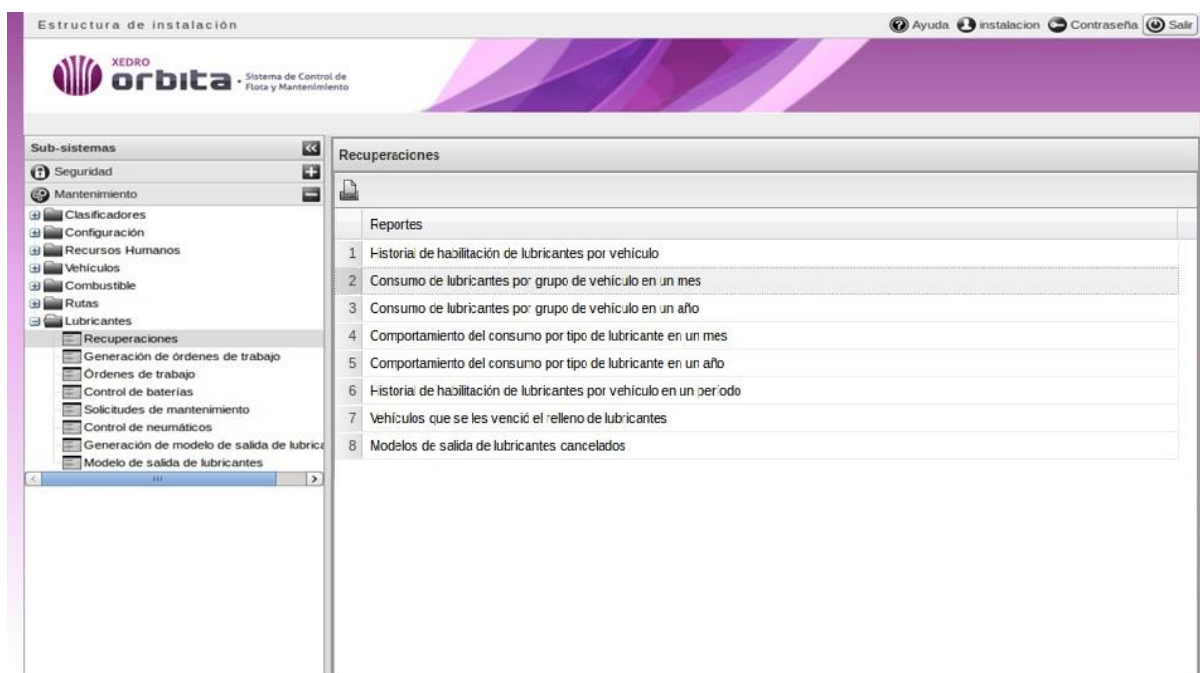 Estructura de instalación
Ayuda instalacion Contraseña Salir
XEDRO
orbita · Sistema de Control de
Flota y Mantenimiento
Sub-sistemas
Seguridad
Mantenimiento
Clasificadores
Configuración
Recursos Humanos
Vehículos
Combustible
Rutas
Lubricantes
Recuperaciones
Generación de órdenes de trabajo
Órdenes de trabajo
Control de baterías
Solicitudes de mantenimiento
Control de neumáticos
Generación de modelo de salida de lubrica
Modelo de salida de lubricantes
Recuperaciones
Reportes
1 Historial de habilitación de lubricantes por vehículo
2 Consumo de lubricantes por grupo de vehículo en un mes
3 Consumo de lubricantes por grupo de vehículo en un año
4 Comportamiento del consumo por tipo de lubricante en un mes
5 Comportamiento del consumo por tipo de lubricante en un año
6 Historial de habilitación de lubricantes por vehículo en un período
7 Vehículos que se les venció el relleno de lubricantes
8 Modelos de salida de lubricantes cancelados